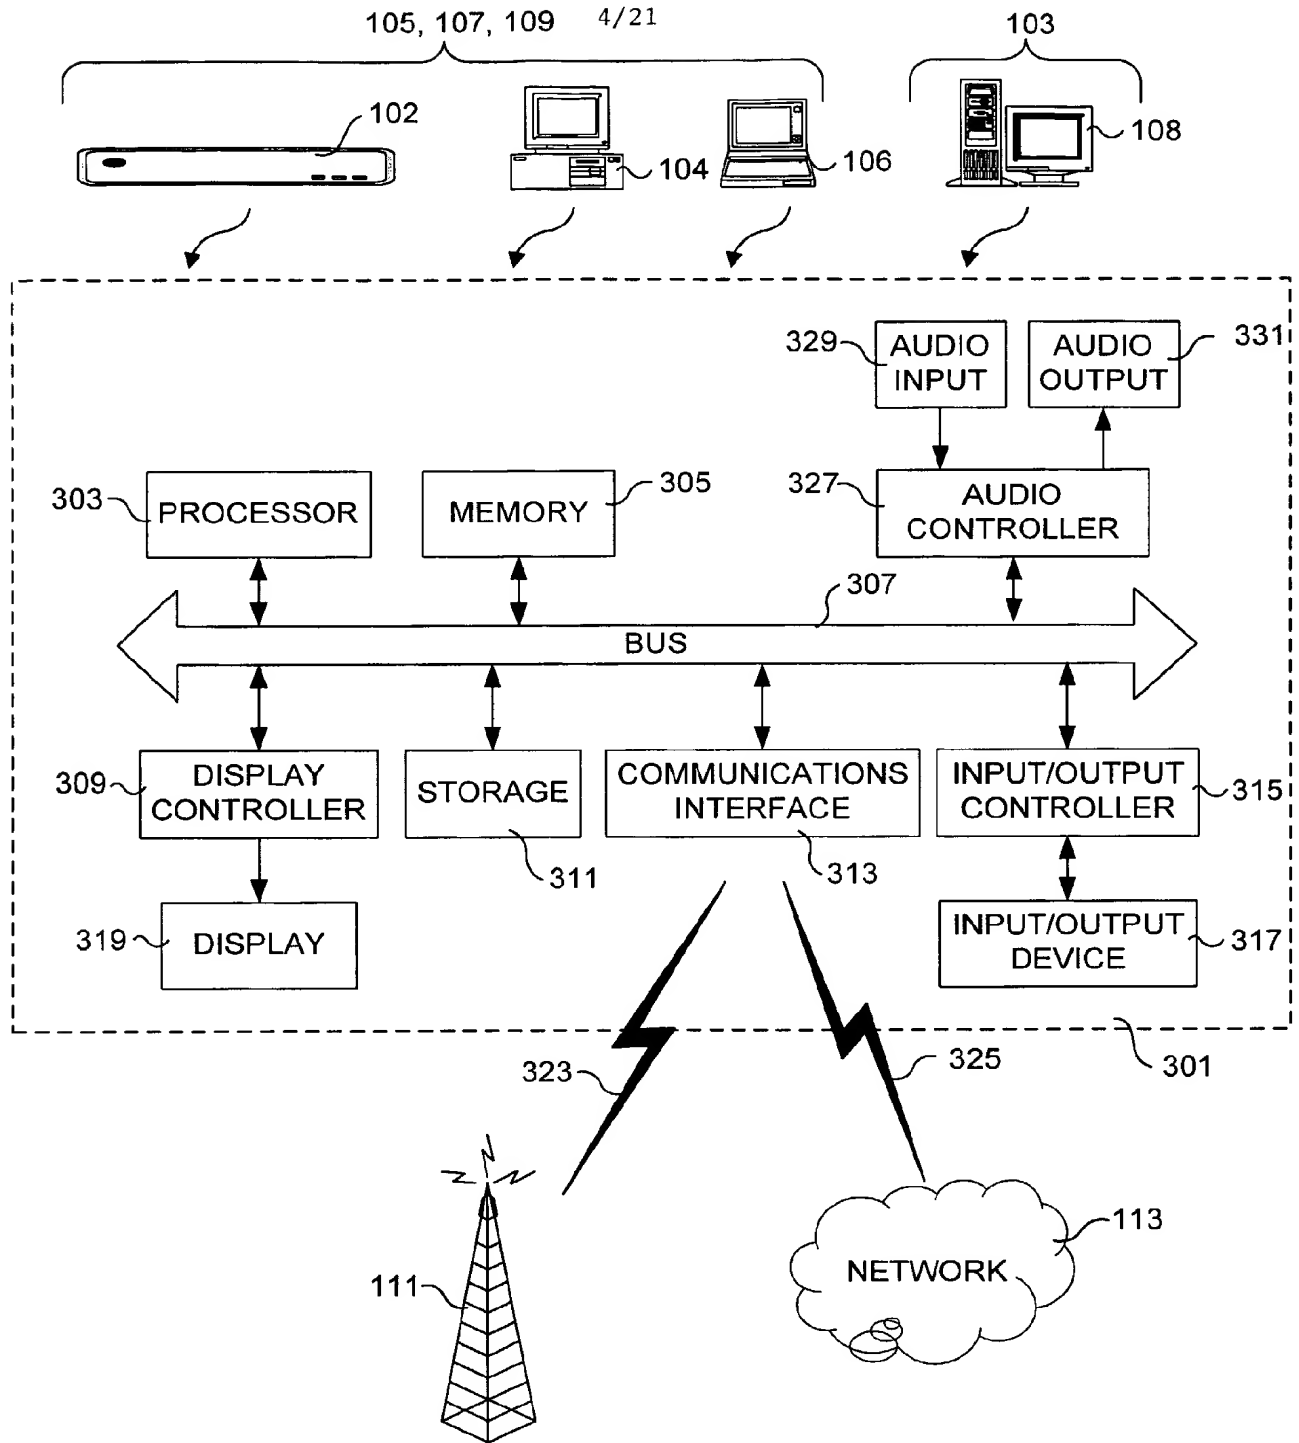 105, 107, 109
4/21
103
102
104
106
108
329
AUDIO
INPUT
AUDIO
OUTPUT
331
303
PROCESSOR
MEMORY
305
327
AUDIO
CONTROLLER
307
BUS
309
DISPLAY
CONTROLLER
STORAGE
311
COMMUNICATIONS
INTERFACE
313
INPUT/OUTPUT
CONTROLLER
315
319
DISPLAY
INPUT/OUTPUT
DEVICE
317
323
325
301
111
NETWORK
113